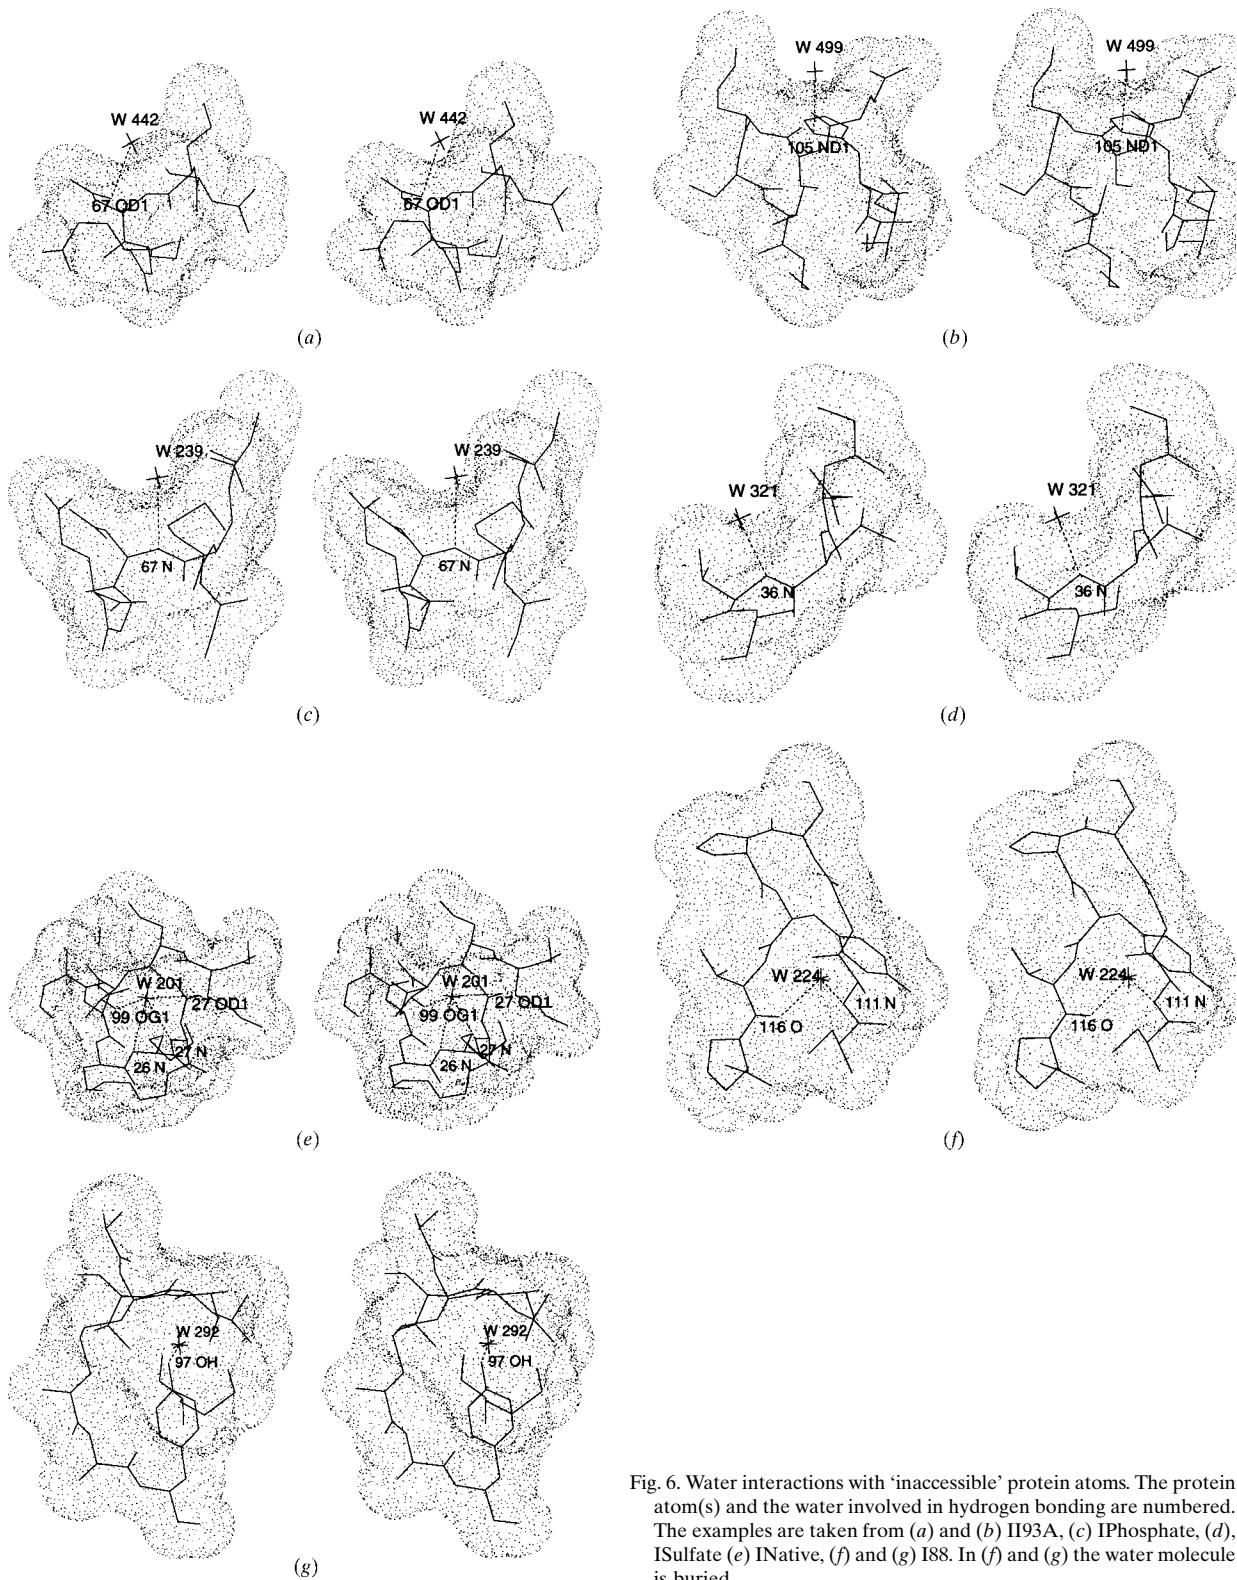 W 442
W 442
67 OD1
67 OD1
(a)
W 499
W 499
105 ND1
105 ND1
(b)
W 239
W 239
67 N
67 N
(c)
W 321
W 321
36 N
36 N
(d)
W 201
W 201
99 OG1
27 OD1
99 OG1
27 OD1
27 N
26 N
27 N
26 N
(e)
W 224
W 224
111 N
111 N
116 O
116 O
(f)
W 292
W 292
97 OH
97 OH
(g)
Fig. 6. Water interactions with ‘inaccessible’ protein atoms. The protein
atom(s) and the water involved in hydrogen bonding are numbered.
The examples are taken from (a) and (b) II93A, (c) IPhosphate, (d),
ISulfate (e) INative, (f) and (g) I88. In (f) and (g) the water molecule
is buried.